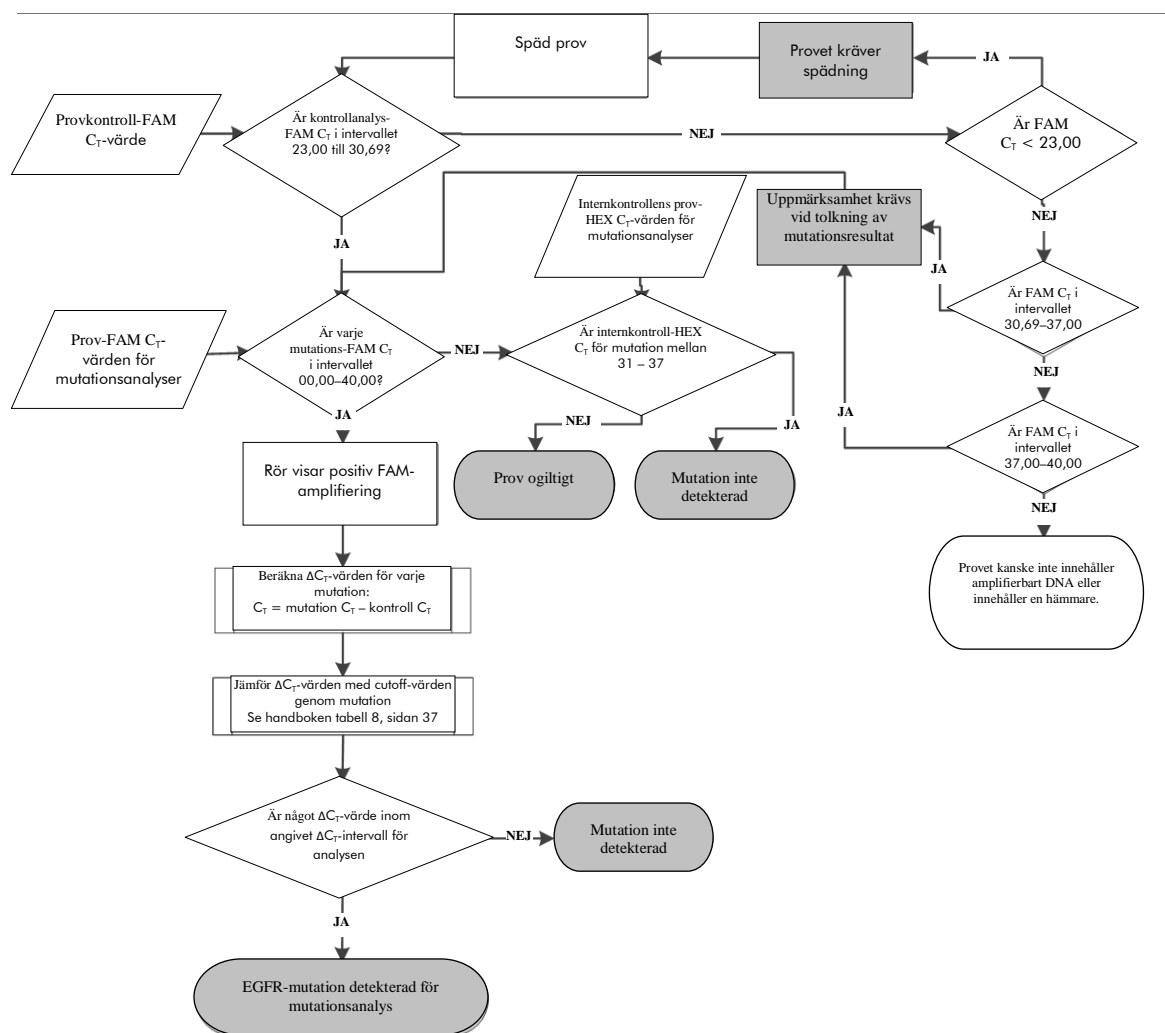 Späd prov
Provet kräver
spädning
JA
Provkontroll-FAM
CT-värde
Är kontrollanalys-
FAM CT i intervallet
23,00 till 30,69?
NEJ
Är FAM
CT < 23,00
JA
NEJ
Internkontrollens prov-
HEX CT-värden för
mutationsanalyser
Uppmärksamhet krävs
vid tolkning av
mutationsresultat
JA
Är FAM CT i
intervallet
30,69–37,00
Prov-FAM CT-
värden för
mutationsanalyser
Är varje
mutations-FAM CT
i intervallet
00,00–40,00?
NEJ
Är internkontroll-HEX
CT för mutation mellan
31 – 37
NEJ
JA
NEJ
JA
JA
Är FAM CT i
intervallet
37,00–40,00
Rör visar positiv FAM-
amplifiering
Prov ogiltigt
Mutation inte
detekterad
NEJ
Provet kanske inte innehåller
amplifierbart DNA eller
innehåller en hämmare.
Beräkna ΔCT-värden för varje
mutation:
CT = mutation CT – kontroll CT
Jämför ΔCT-värden med cutoff-värden
genom mutation
Se handboken tabell 8, sidan 37
Är något ΔCT-värde inom
angivet ΔCT-intervall för
analysen
NEJ
Mutation inte
detekterad
JA
EGFR-mutation detekterad för
mutationsanalys